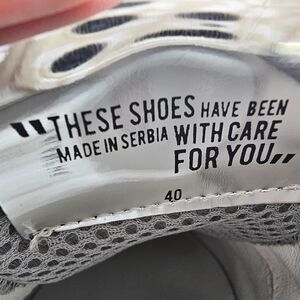 "THESE SHOES HAVE BEEN
MADE IN SERBIA WITH CARE
FOR YOU„
40